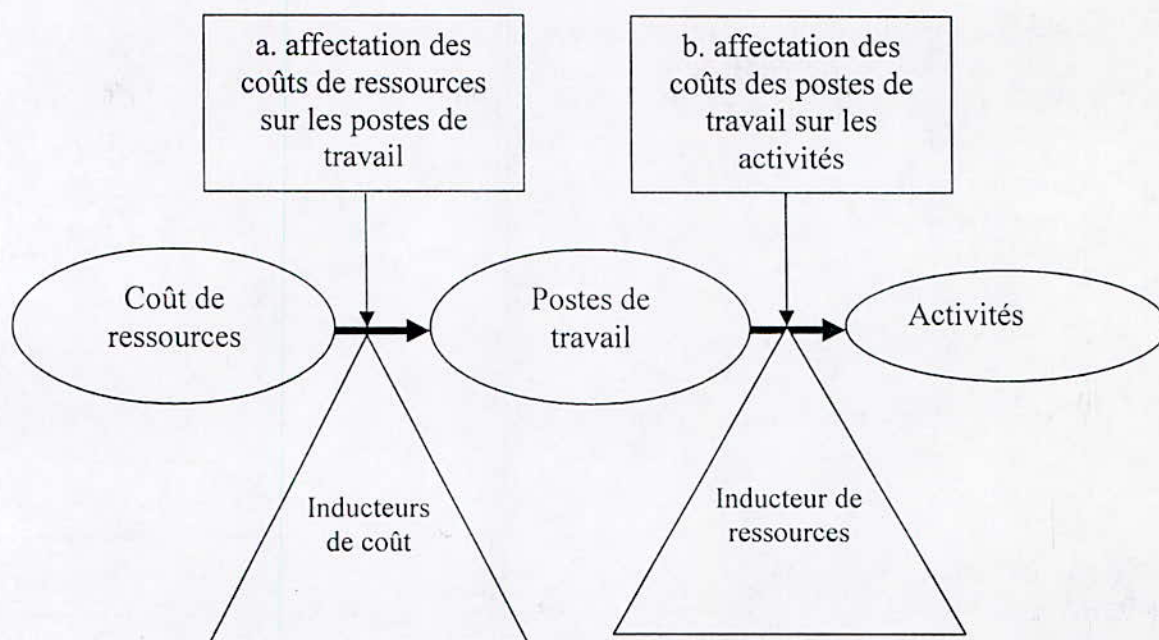 a. affectation des
coûts de ressources
sur les postes de
travail
b. affectation des
coûts des postes de
travail sur les
activités
Coût de
ressources
Postes de
travail
Activités
Inducteurs
de coût
Inducteur de
ressources